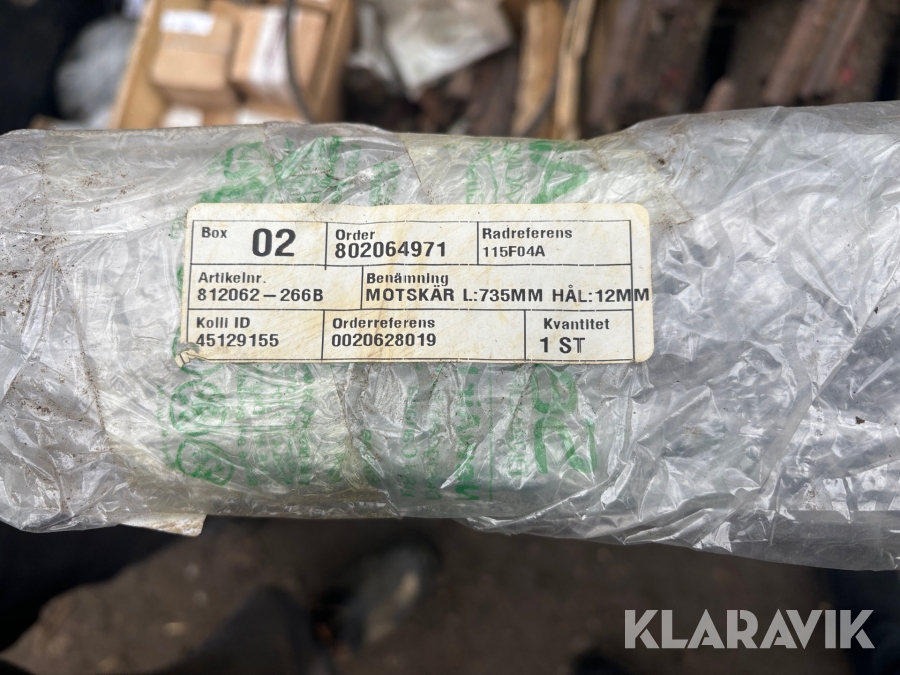 Box 02
Order
802064971
Radreferens
115F04A
Artikelnr.
812062-266B
Benämning
MOTSKÄR L:735MM HÅL:12MM
Kolli ID
45129155
Orderreferens
0020628019
Kvantitet
1 ST
KLARAVIK